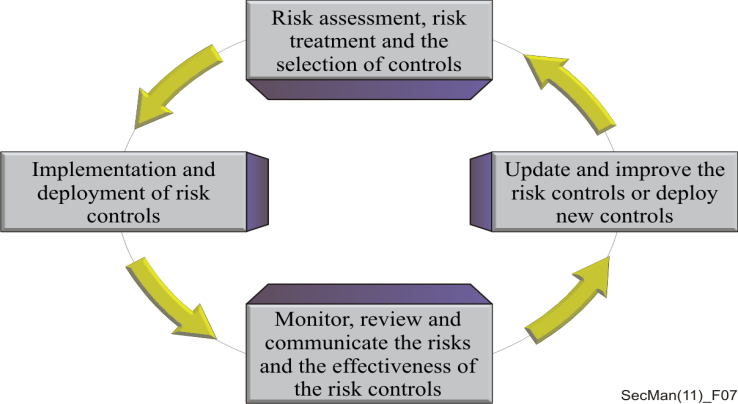 Risk assessment, risk
treatment and the
selection of controls
Implementation and
deployment of risk
controls
Update and improve the
risk controls or deploy
new controls
Monitor, review and
communicate the risks
and the effectiveness of
the risk controls
SecMan(11)_F07